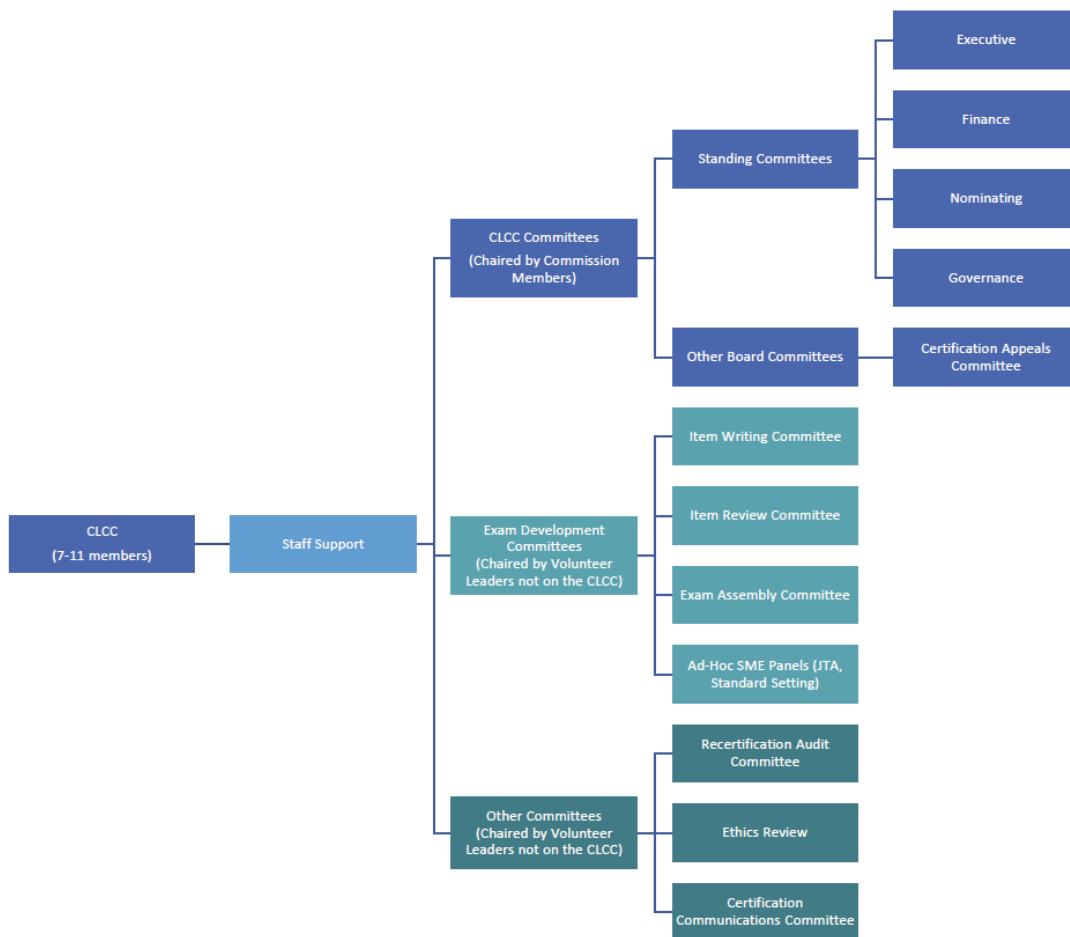 CLCC
(7-11 members)
Staff Support
CLCC Committees
(Chaired by Commission
Members)
Standing Committees
Executive
Finance
Nominating
Governance
Other Board Committees
Certification Appeals
Committee
Exam Development
Committees
(Chaired by Volunteer
Leaders not on the CLCC)
Item Writing Committee
Item Review Committee
Exam Assembly Committee
Ad-Hoc SME Panels (JTA,
Standard Setting)
Other Committees
(Chaired by Volunteer
Leaders not on the CLCC)
Recertification Audit
Committee
Ethics Review
Certification
Communications Committee